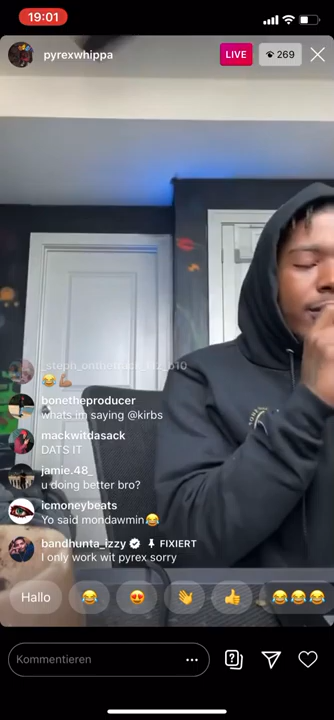 19:01
pyrexwhippa
LIVE
269
😂💪🏽
bonetheproducer
whats im saying @kirbs
mackwitdasack
DATS IT
jamie.48_
u doing better bro?
icmoneybeats
Yo said mondawmin😂
bandhunta_izzy FIXIERT
I only work wit pyrex sorry
Hallo 😂 😍 👋 👍 😂😂😂
Kommentieren ...